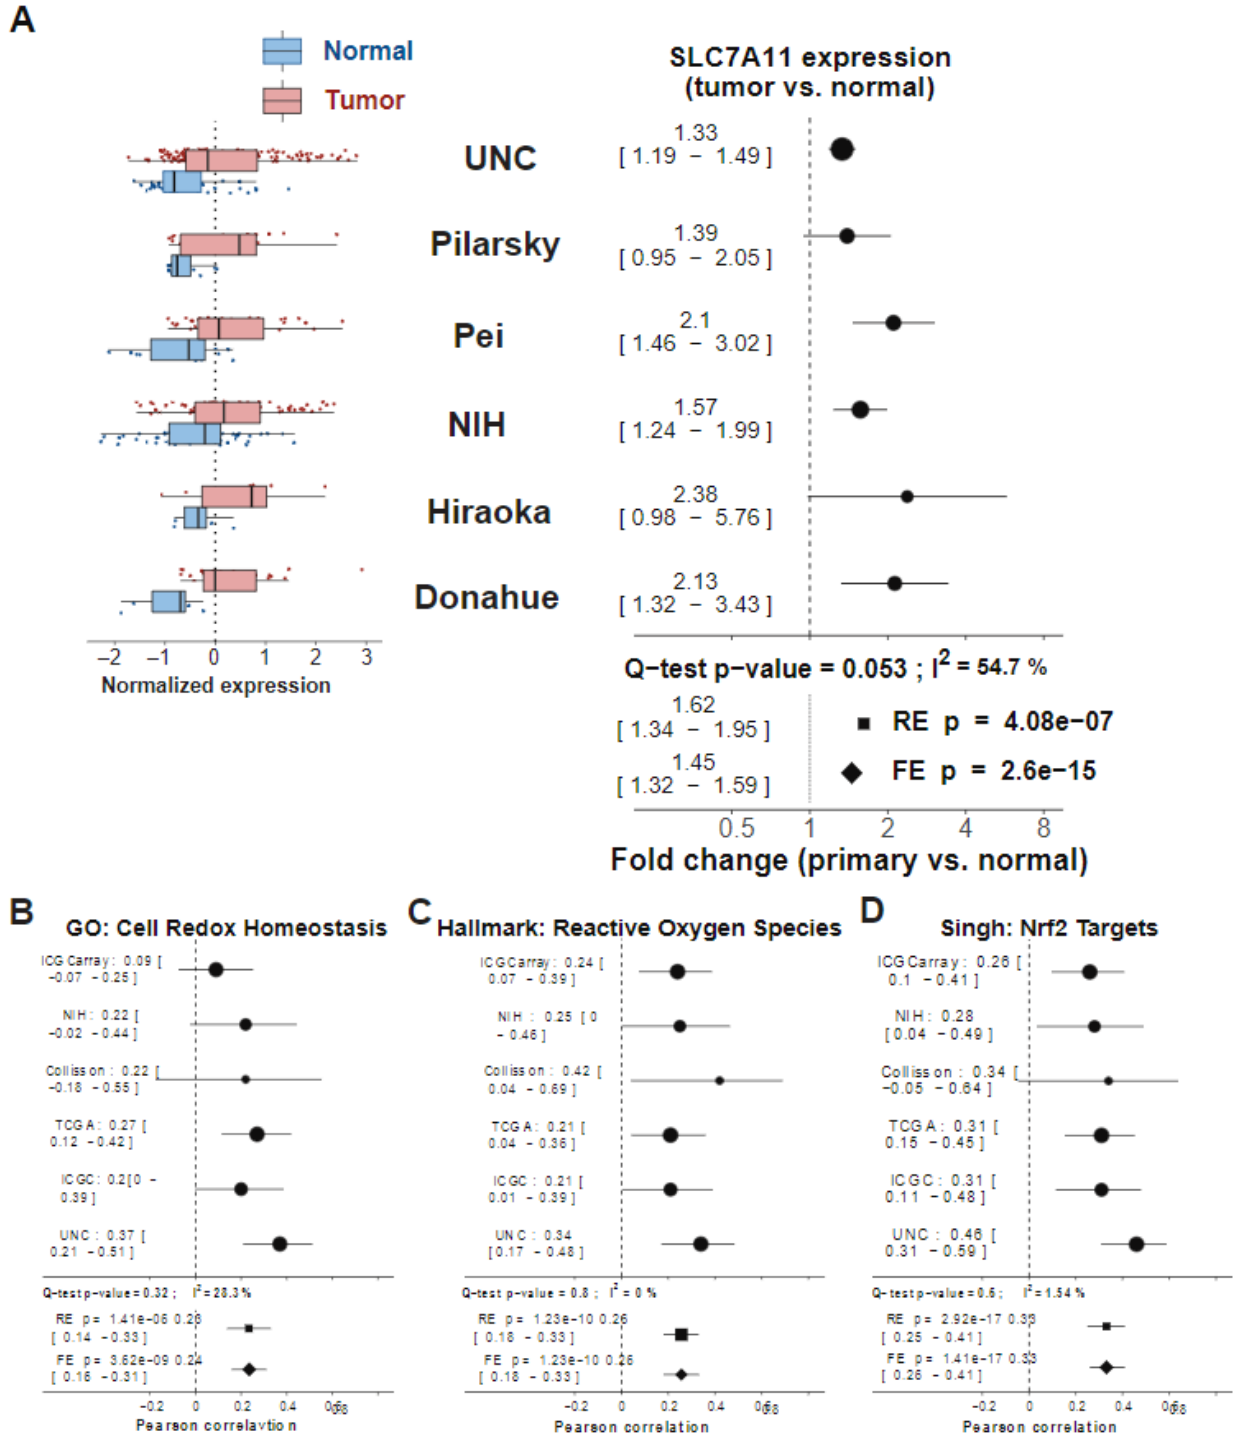 A
Normal
Tumor
SLC7A11 expression
(tumor vs. normal)
UNC
1.33
[ 1.19 − 1.49 ]
Pilarsky
1.39
[ 0.95 − 2.05 ]
Pei
2.1
[ 1.46 − 3.02 ]
NIH
1.57
[ 1.24 − 1.99 ]
Hiraoka
2.38
[ 0.98 − 5.76 ]
Donahue
2.13
[ 1.32 − 3.43 ]
−2 −1 0 1 2 3
Normalized expression
Q−test p−value = 0.053 ; I² = 54.7 %
1.62
[ 1.34 − 1.95 ]
RE p = 4.08e−07
1.45
[ 1.32 − 1.59 ]
FE p = 2.6e−15
0.5 1 2 4 8
Fold change (primary vs. normal)
B
GO: Cell Redox Homeostasis
ICGCarray: 0.09 [
−0.07 −0.25 ]
NIH: 0.22
[ −0.02 −0.44 ]
Collisson : 0.22 [
−0.18 −0.55 ]
TCGA: 0.27 [
0.12 −0.42 ]
ICGC: 0.2[0 −
0.39 ]
UNC : 0.37 [
0.21 −0.51 ]
Q−test p−value = 0.32 ; I² = 28.3 %
RE p= 1.41e−06
[ 0.14 −0.33 ]
FE p= 3.62e−09 0.24
[ 0.16 −0.31 ]
−0.2 0 0.2 0.4
Pearson correlavtion
C
Hallmark: Reactive Oxygen Species
ICGCarray: 0.24 [
0.07 −0.39 ]
NIH : 0.25 [0
− 0.46 ]
Collisson : 0.42 [
0.04 −0.69 ]
TCGA: 0.21 [
0.04 −0.36 ]
ICGC: 0.21 [
0.01 −0.39 ]
UNC : 0.34
[ 0.17 −0.48 ]
Q−test p−value = 0.8 ; I² = 0 %
RE p= 1.23e−10 0.26
[ 0.18 −0.33 ]
FE p= 1.23e−10 0.26
[ 0.18 −0.33 ]
−0.2 0 0.2 0.4
Pearson correlation
D
Singh: Nrf2 Targets
ICGCarray: 0.26 [
0.1 −0.41 ]
NIH: 0.28
[ 0.04 −0.49 ]
Collisson : 0.34 [
−0.05 −0.64 ]
TCGA: 0.31 [
0.15 −0.45 ]
ICGC: 0.31 [
0.11 −0.48 ]
UNC : 0.46 [
0.31 −0.59 ]
Q−test p−value = 0.6 ; I² = 1.54 %
RE p= 2.92e−17 0.33
[ 0.25 −0.41 ]
FE p= 1.41e−17 0.33
[ 0.26 −0.41 ]
−0.2 0 0.2 0.4
Pearson correlation